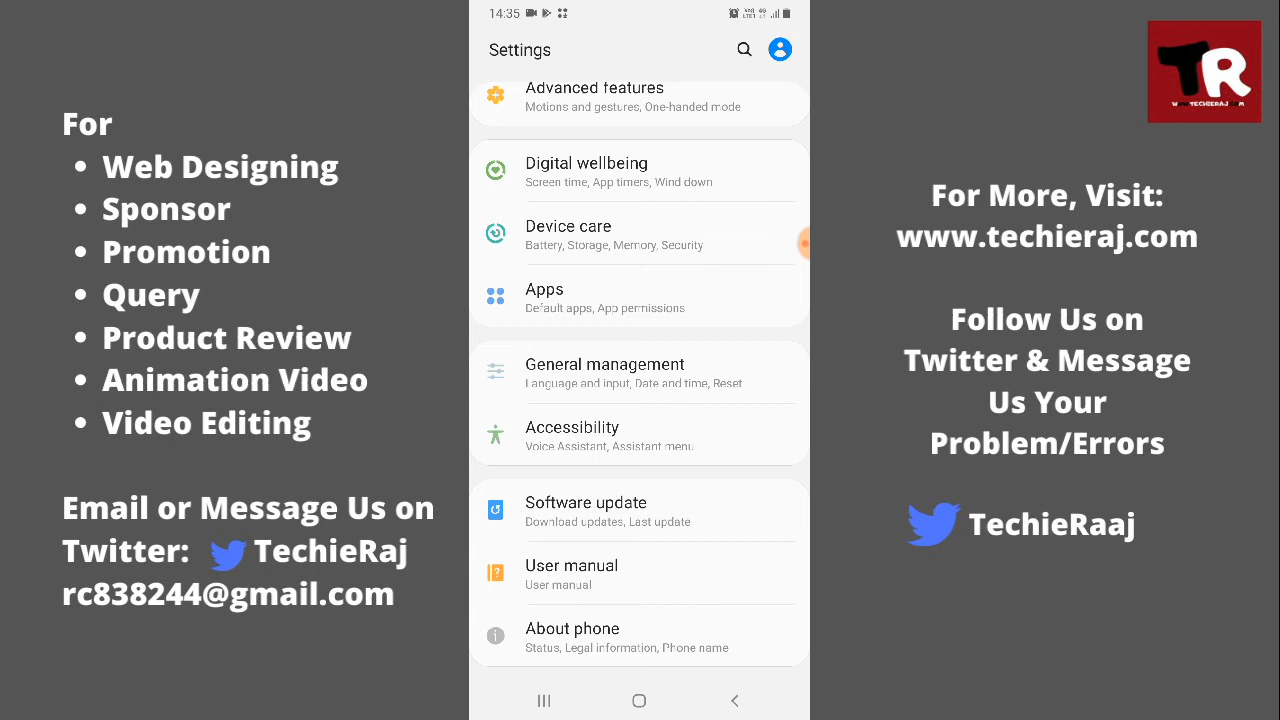 For
• Web Designing
• Sponsor
• Promotion
• Query
• Product Review
• Animation Video
• Video Editing
Email or Message Us on
Twitter: TechieRaj
rc838244@gmail.com
14:35
Settings
Advanced features
Motions and gestures, One-handed mode
Digital wellbeing
Screen time, App timers, Wind down
Device care
Battery, Storage, Memory, Security
Apps
Default apps, App permissions
General management
Language and input, Date and time, Reset
Accessibility
Voice Assistant, Assistant menu
Software update
Download updates, Last update
User manual
User manual
About phone
Status, Legal information, Phone name
TR
WWW.TECHIERAJ.COM
For More, Visit:
www.techieraj.com
Follow Us on
Twitter & Message
Us Your
Problem/Errors
TechieRaaj